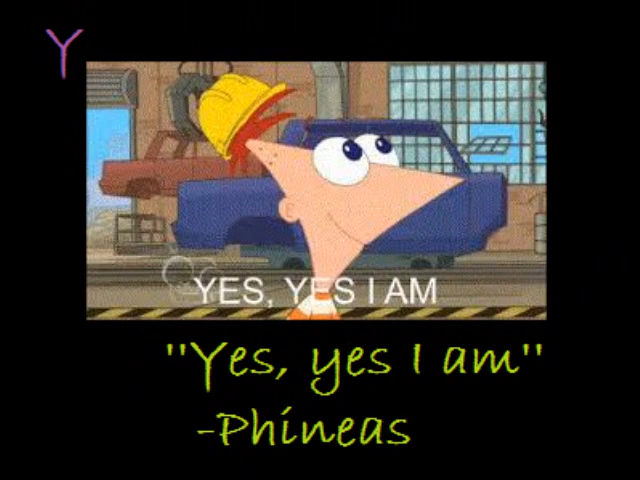 Y
YES, YES I AM
"Yes, yes I am"
-Phineas